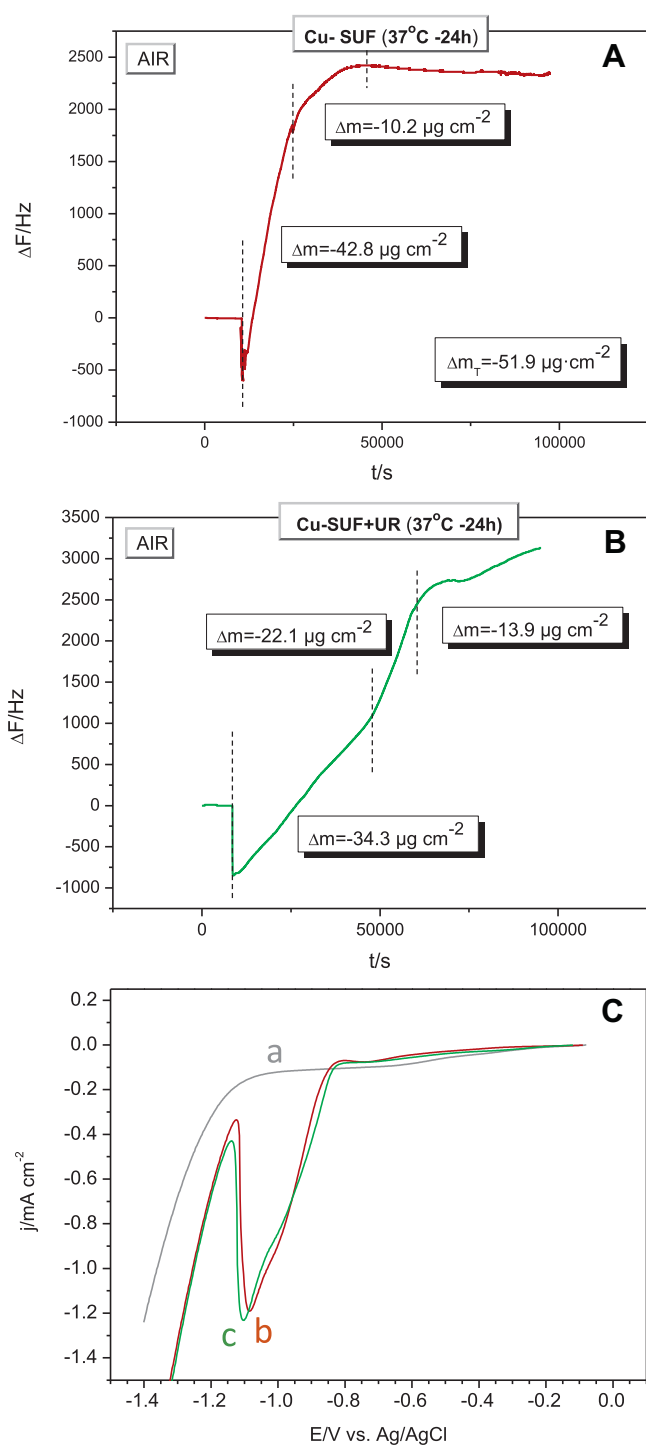 Cu- SUF (37°C -24h)
A
AIR
2500
2000
1500
1000
500
0
-500
-1000
Δm=-10.2 µg cm⁻²
Δm=-42.8 µg cm⁻²
Δm_T=-51.9 µg·cm⁻²
ΔF/Hz
0
50000
100000
t/s
Cu-SUF+UR (37°C -24h)
B
AIR
3500
3000
2500
2000
1500
1000
500
0
-500
-1000
Δm=-22.1 µg cm⁻²
Δm=-13.9 µg cm⁻²
Δm=-34.3 µg cm⁻²
ΔF/Hz
0
50000
100000
t/s
C
0.2
0.0
-0.2
-0.4
-0.6
-0.8
-1.0
-1.2
-1.4
a
c
b
j/mA cm⁻²
-1.4
-1.2
-1.0
-0.8
-0.6
-0.4
-0.2
0.0
E/V vs. Ag/AgCl